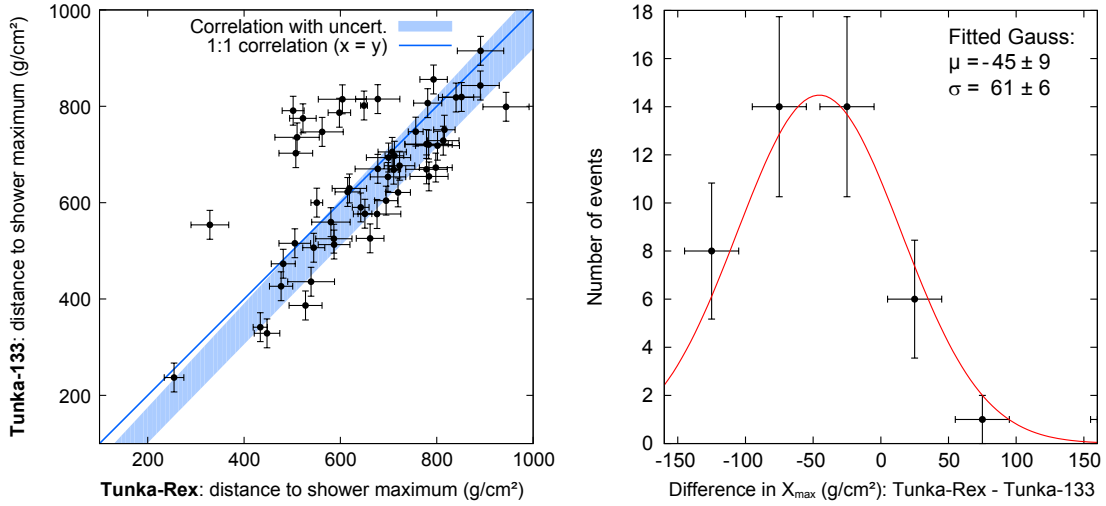 Tunka-133: distance to shower maximum (g/cm²)
1000
800
600
400
200
Correlation with uncert.
1:1 correlation (x = y)
200 400 600 800 1000
Tunka-Rex: distance to shower maximum (g/cm²)
Number of events
18
16
14
12
10
8
6
4
2
0
Fitted Gauss:
μ = -45 ± 9
σ = 61 ± 6
-150 -100 -50 0 50 100 150
Difference in Xmax (g/cm²): Tunka-Rex - Tunka-133